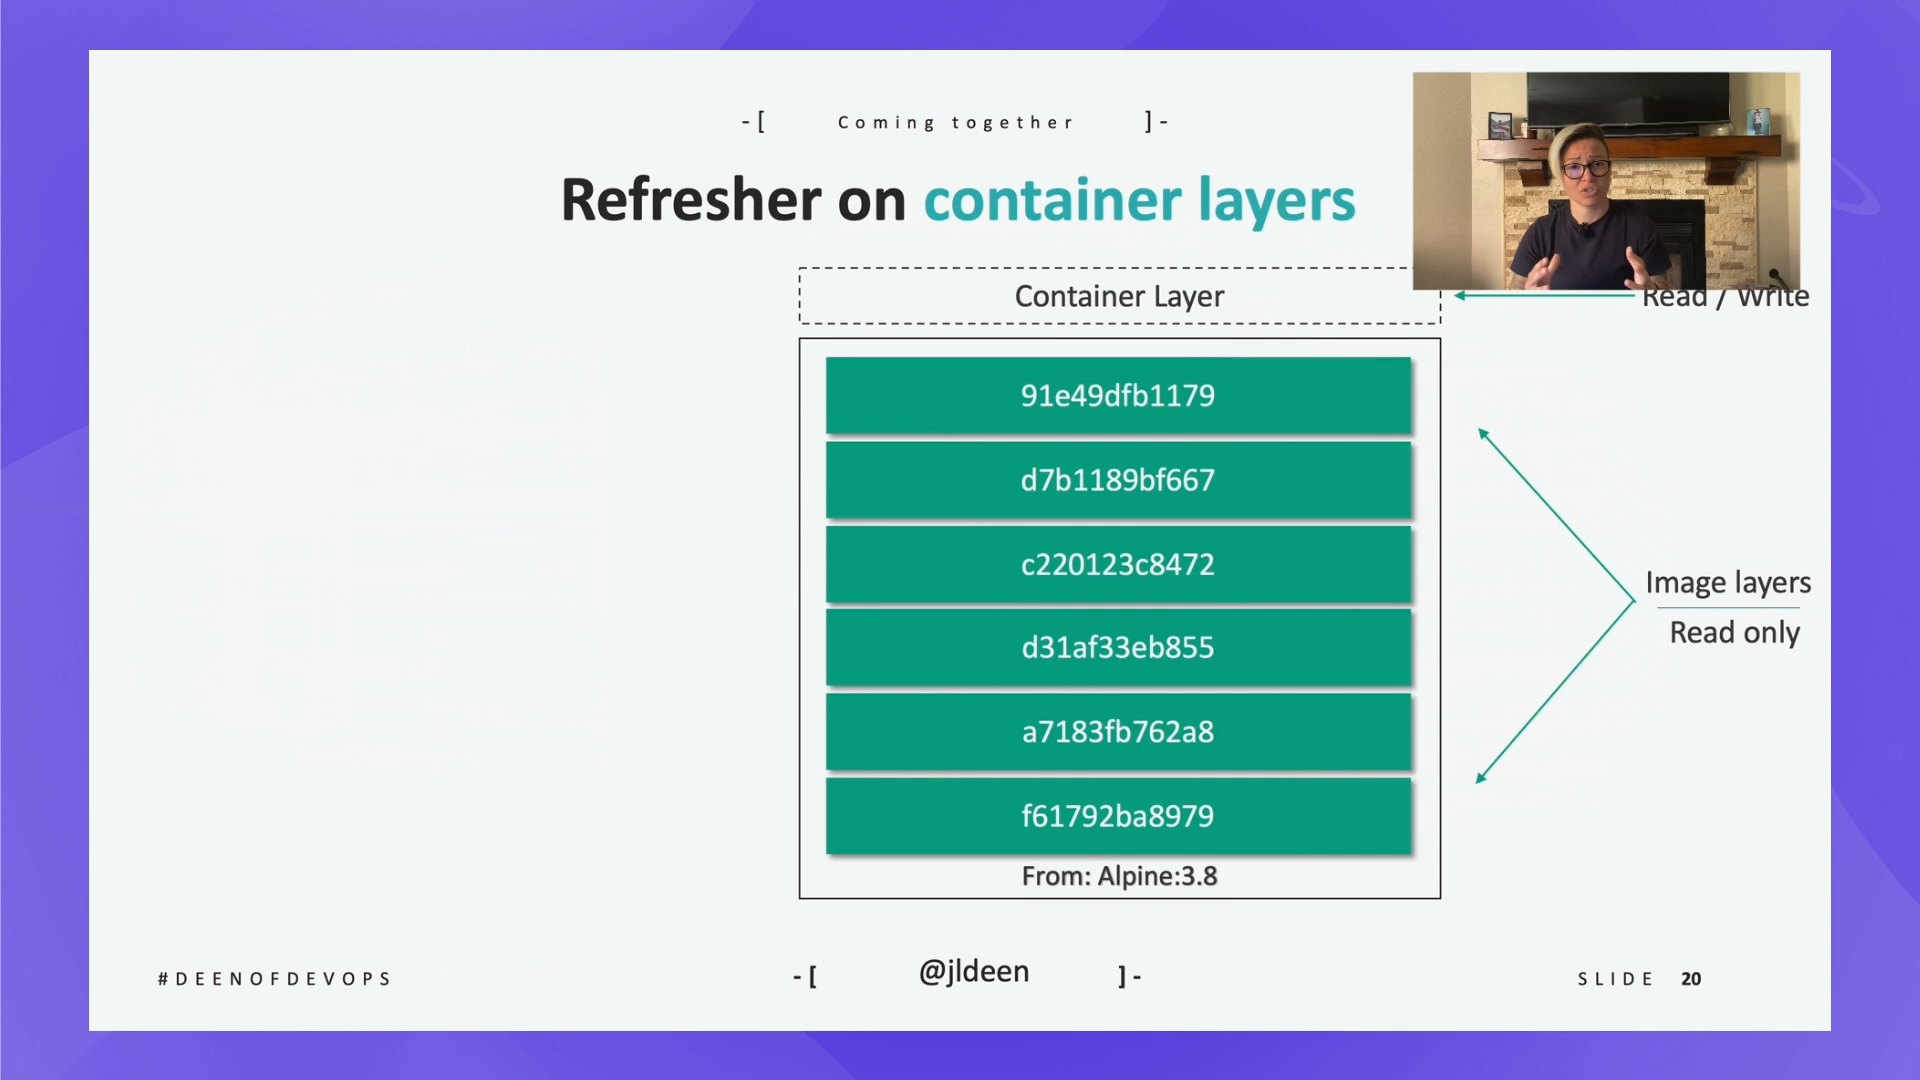 -[ Coming together ]-
Refresher on container layers
Container Layer
Read / Write
91e49dfb1179
d7b1189bf667
c220123c8472
d31af33eb855
a7183fb762a8
f61792ba8979
From: Alpine:3.8
Image layers
Read only
#DEENOFDEVOPS
-[ @jldeen ]-
SLIDE 20